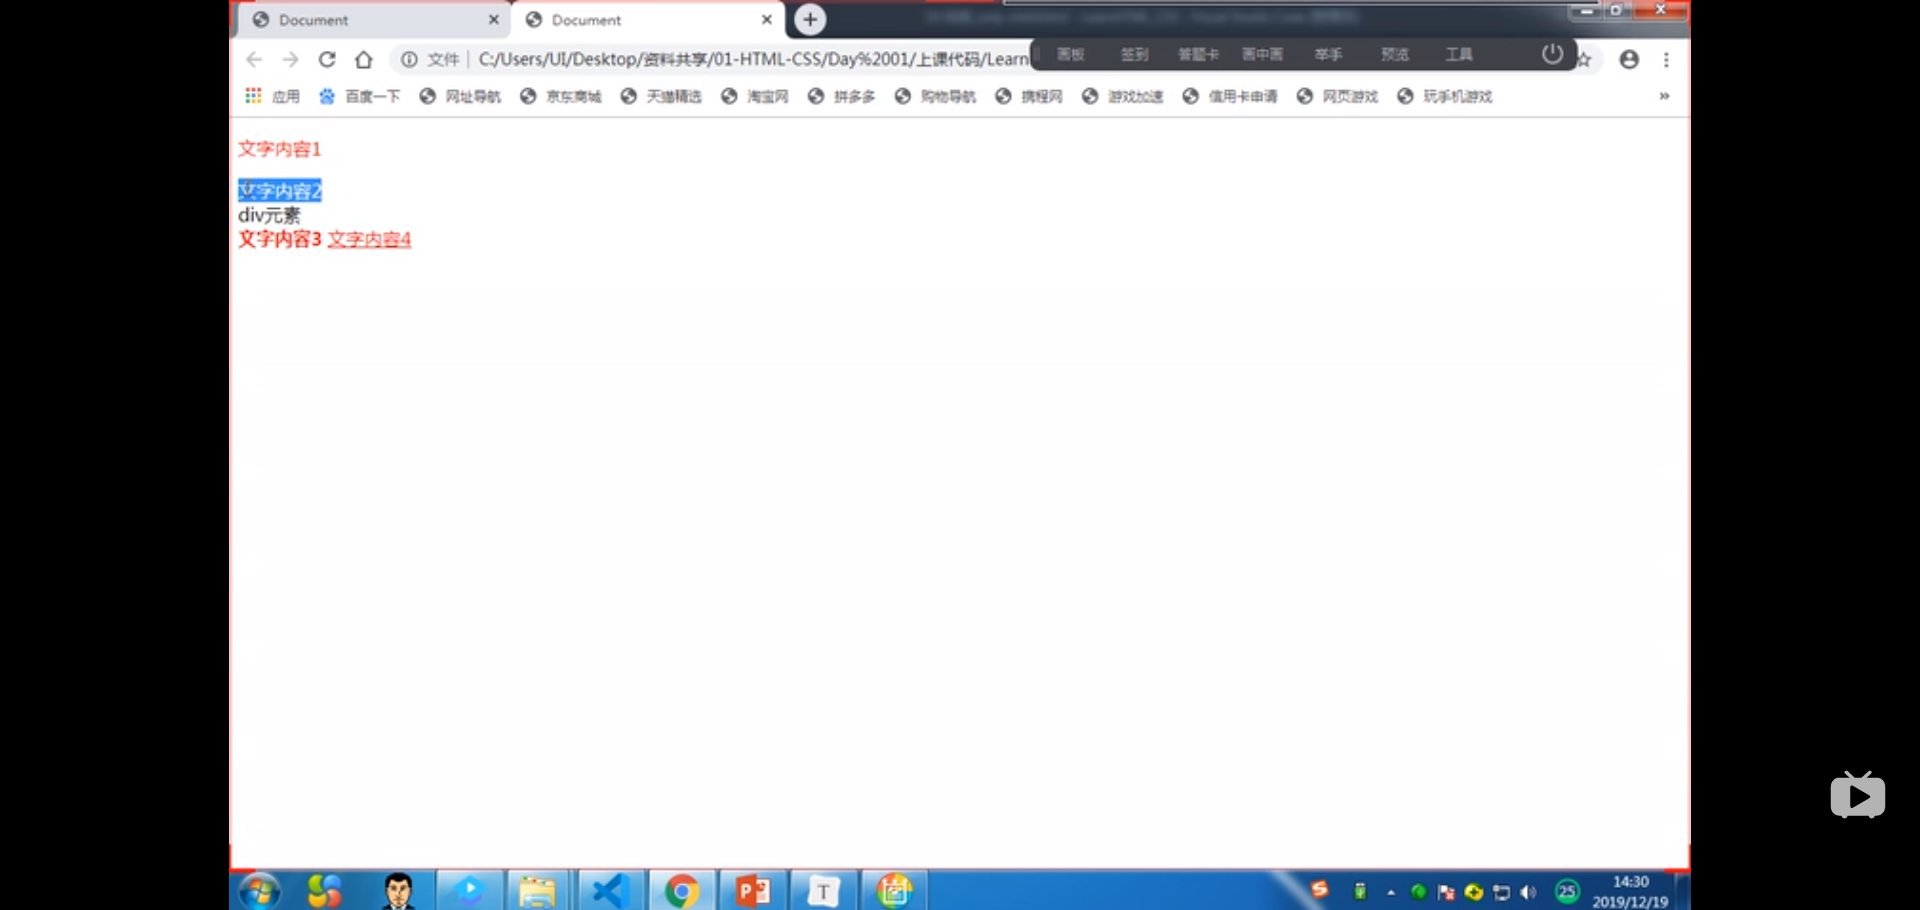 Document
Document
文件 C:/Users/UI/Desktop/资料共享/01-HTML-CSS/Day%2001/上课代码/Learn
画板 签到 答题卡 画中画 举手 预览 工具
应用 百度一下 网址导航 京东商城 天猫精选 淘宝网 拼多多 购物导航 携程网 游戏加速 信用卡申请 网页游戏 玩手机游戏 »
文字内容1
文字内容2
div元素
文字内容3 文字内容4
25
14:30
2019/12/19